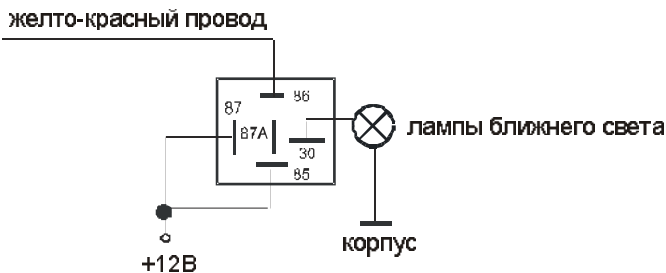 желто-красный провод
86
87
87A
лампы ближнего света
30
85
корпус
+12В